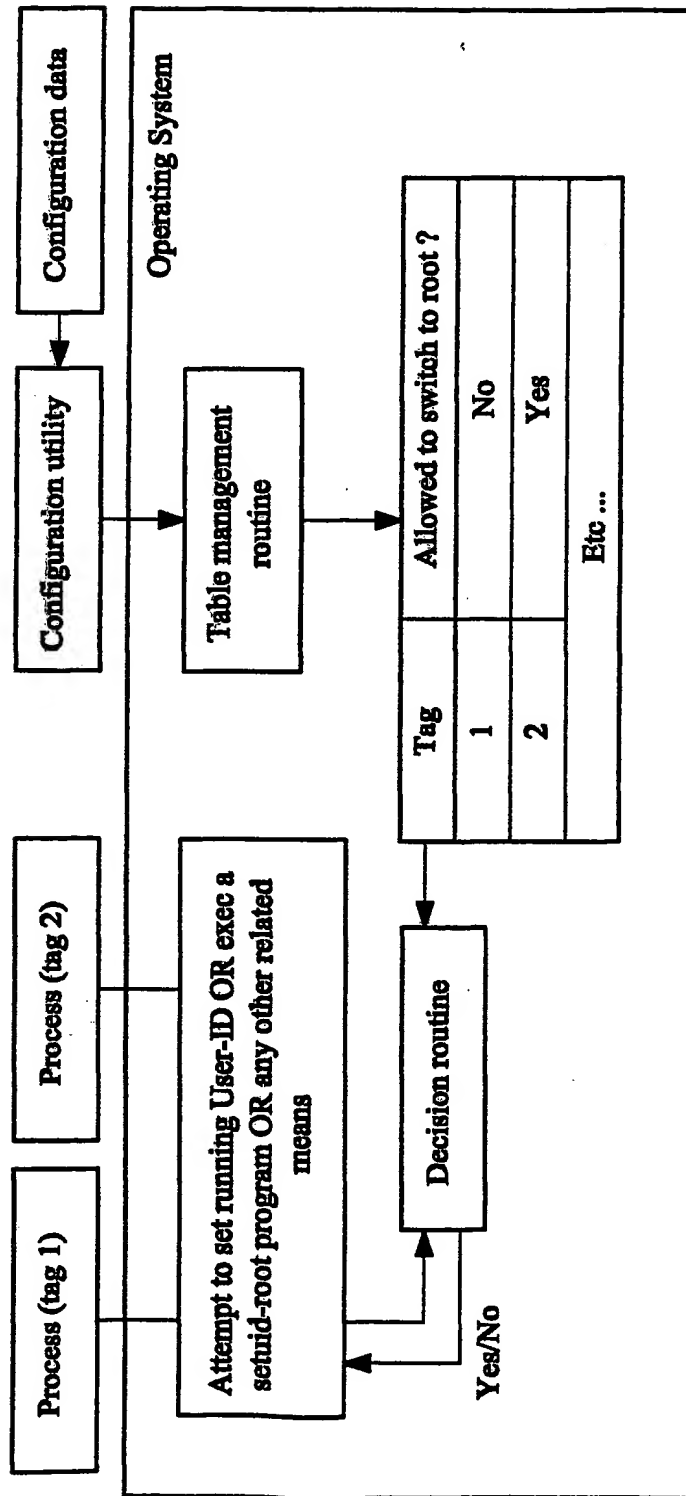 Process (tag 1)
Process (tag 2)
Configuration utility
Configuration data
Operating System
Attempt to set running User-ID OR exec a
setuid-root program OR any other related
means
Table management
routine
Yes/No
Decision routine
Tag
Allowed to switch to root ?
1
No
2
Yes
Etc ...